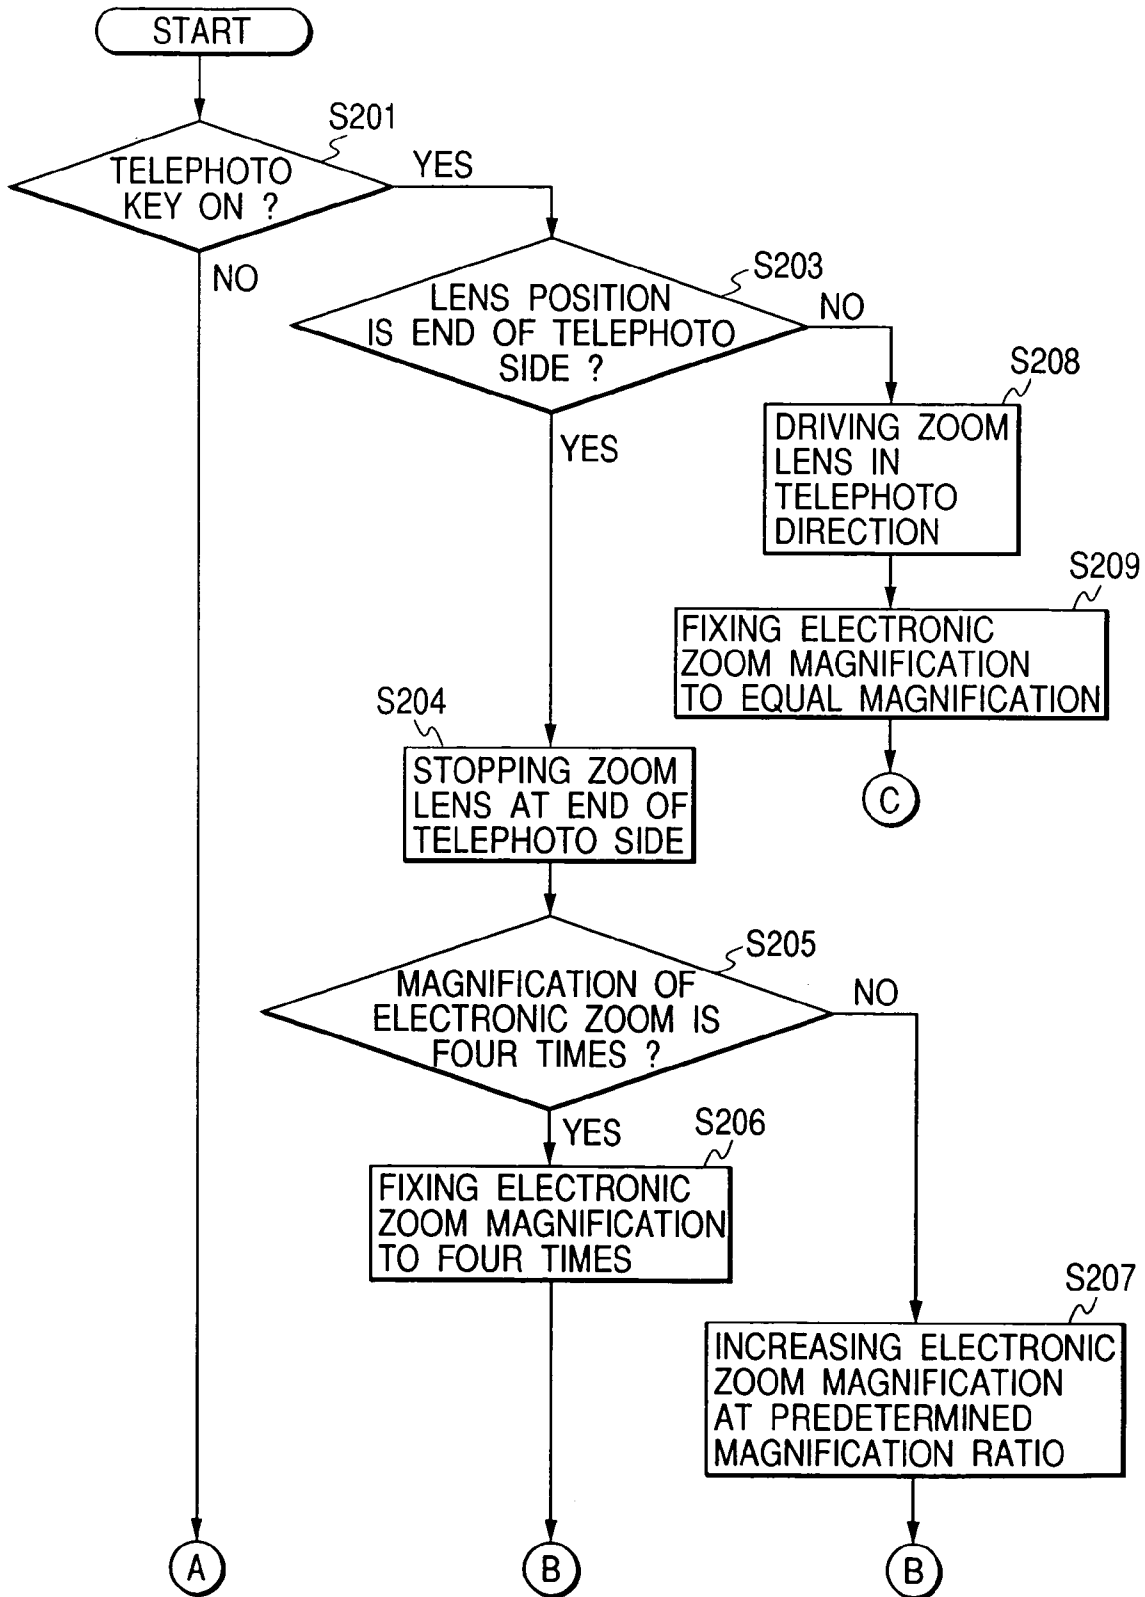 START
S201
TELEPHOTO
KEY ON ?
YES
NO
S203
LENS POSITION
IS END OF TELEPHOTO
SIDE ?
NO
YES
S208
DRIVING ZOOM
LENS IN
TELEPHOTO
DIRECTION
S209
FIXING ELECTRONIC
ZOOM MAGNIFICATION
TO EQUAL MAGNIFICATION
C
S204
STOPPING ZOOM
LENS AT END OF
TELEPHOTO SIDE
S205
MAGNIFICATION OF
ELECTRONIC ZOOM IS
FOUR TIMES ?
NO
YES
S206
FIXING ELECTRONIC
ZOOM MAGNIFICATION
TO FOUR TIMES
S207
INCREASING ELECTRONIC
ZOOM MAGNIFICATION
AT PREDETERMINED
MAGNIFICATION RATIO
A
B
B